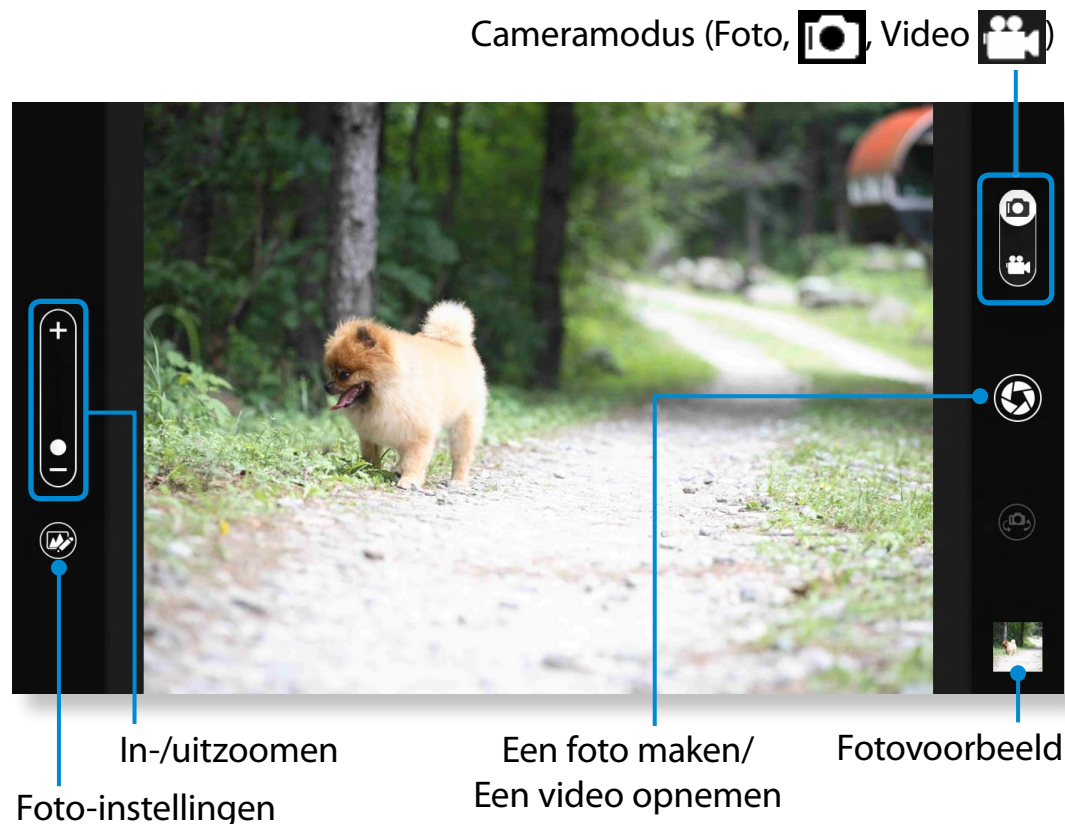 Cameramodus (Foto, , Video )
In-/uitzoomen
Een foto maken/
Een video opnemen
Fotovoorbeeld
Foto-instellingen